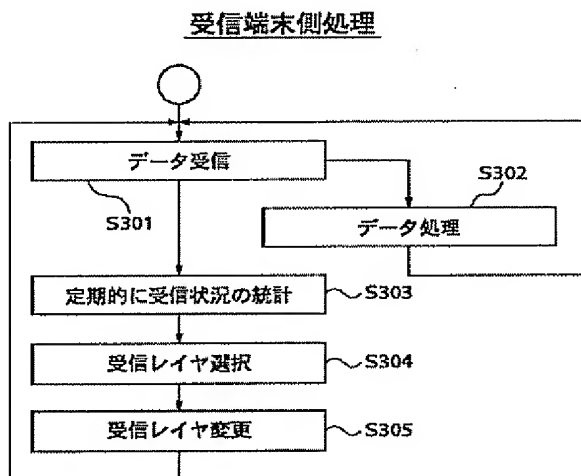 受信端末側処理
データ受信
S301
S302
データ処理
定期的に受信状況の統計
S303
受信レイヤ選択
S304
受信レイヤ変更
S305